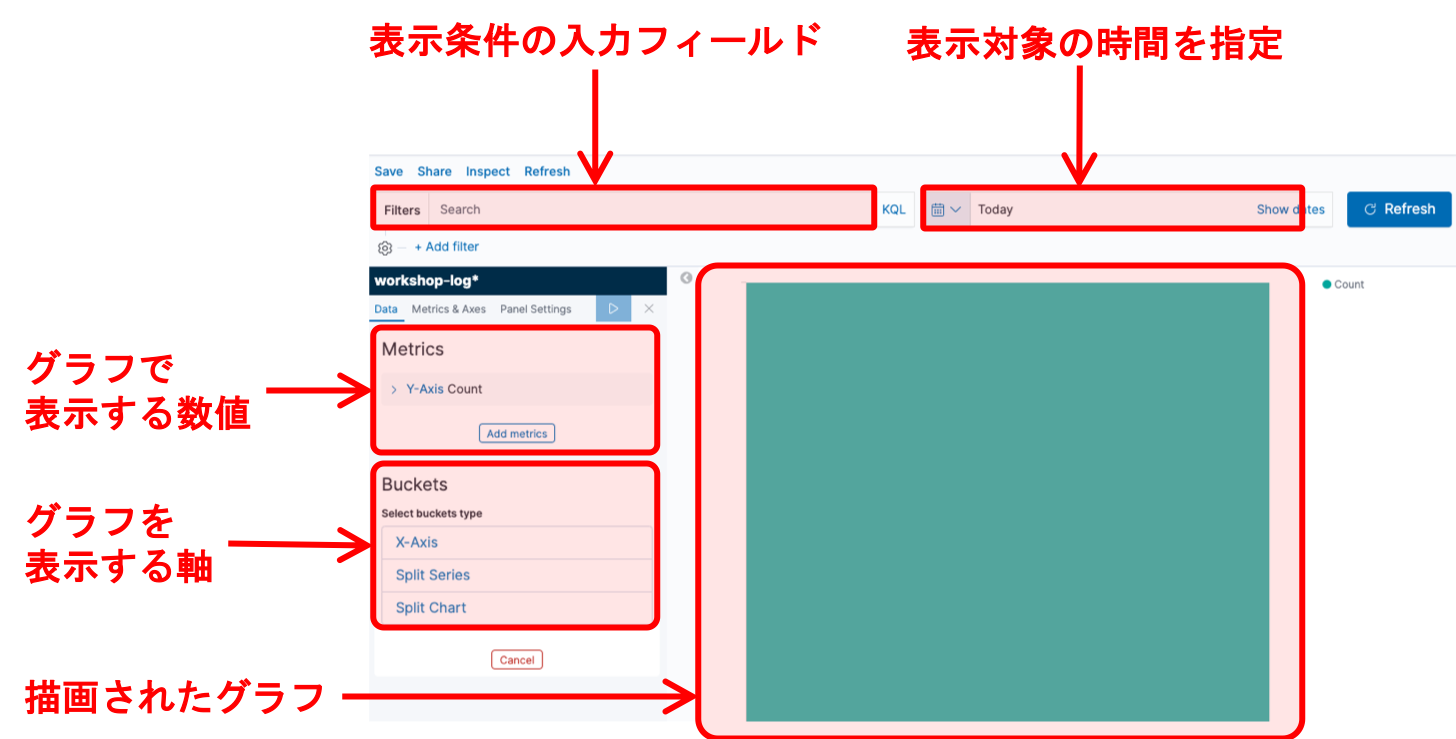 表示条件の入力フィールド
表示対象の時間を指定
Save Share Inspect Refresh
Filters Search KQL Today Show dates Refresh
+ Add filter
workshop-log*
Count
Data Metrics & Axes Panel Settings
Metrics
グラフで
表示する数値
Y-Axis Count
Add metrics
Buckets
Select buckets type
グラフを
表示する軸
X-Axis
Split Series
Split Chart
Cancel
描画されたグラフ